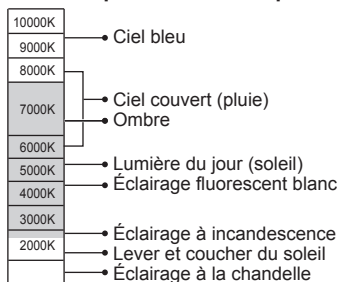 10000K
9000K
Ciel bleu
8000K
7000K
Ciel couvert (pluie)
Ombre
6000K
5000K
Lumière du jour (soleil)
4000K
Éclairage fluorescent blanc
3000K
Éclairage à incandescence
2000K
Lever et coucher du soleil
Éclairage à la chandelle